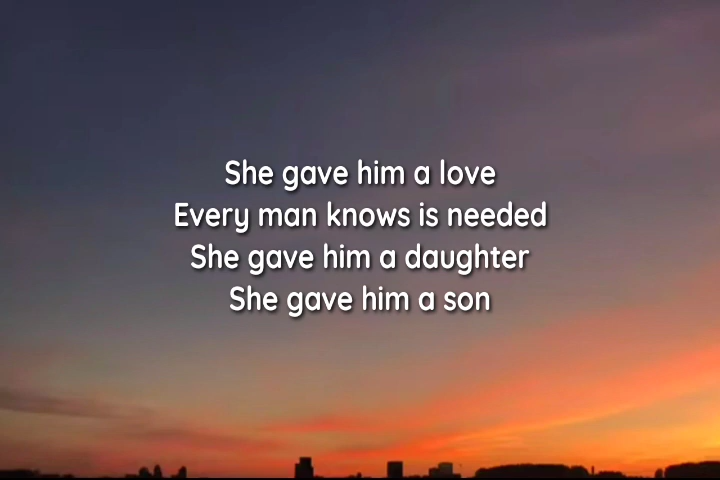 She gave him a love
Every man knows is needed
She gave him a daughter
She gave him a son